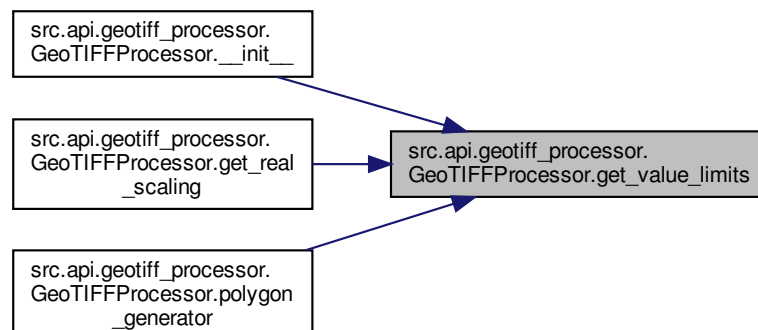 src.api.geotiff_processor.
GeoTIFFProcessor.__init__
src.api.geotiff_processor.
GeoTIFFProcessor.get_real
_scaling
src.api.geotiff_processor.
GeoTIFFProcessor.get_value_limits
src.api.geotiff_processor.
GeoTIFFProcessor.polygon
_generator